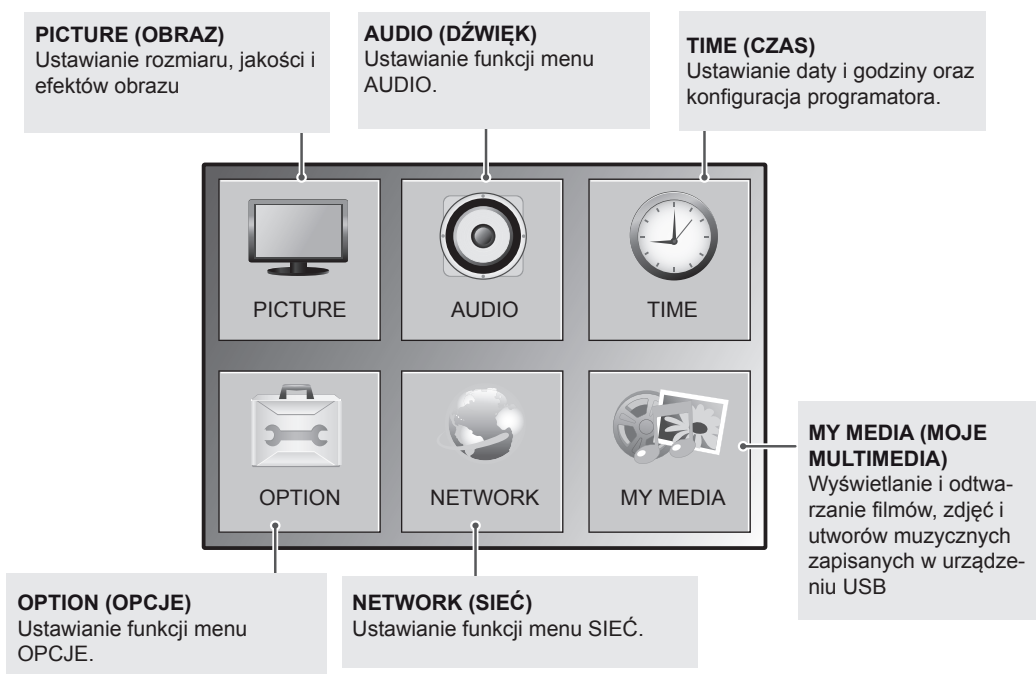 PICTURE (OBRAZ)
Ustawianie rozmiaru, jakości i
efektów obrazu
AUDIO (DŹWIĘK)
Ustawianie funkcji menu
AUDIO.
TIME (CZAS)
Ustawianie daty i godziny oraz
konfiguracja programatora.
PICTURE
AUDIO
TIME
OPTION
NETWORK
MY MEDIA
MY MEDIA (MOJE
MULTIMEDIA)
Wyświetlanie i odtwa-
rzanie filmów, zdjęć i
utworów muzycznych
zapisanych w urządze-
niu USB
OPTION (OPCJE)
Ustawianie funkcji menu
OPCJE.
NETWORK (SIEĆ)
Ustawianie funkcji menu SIEĆ.